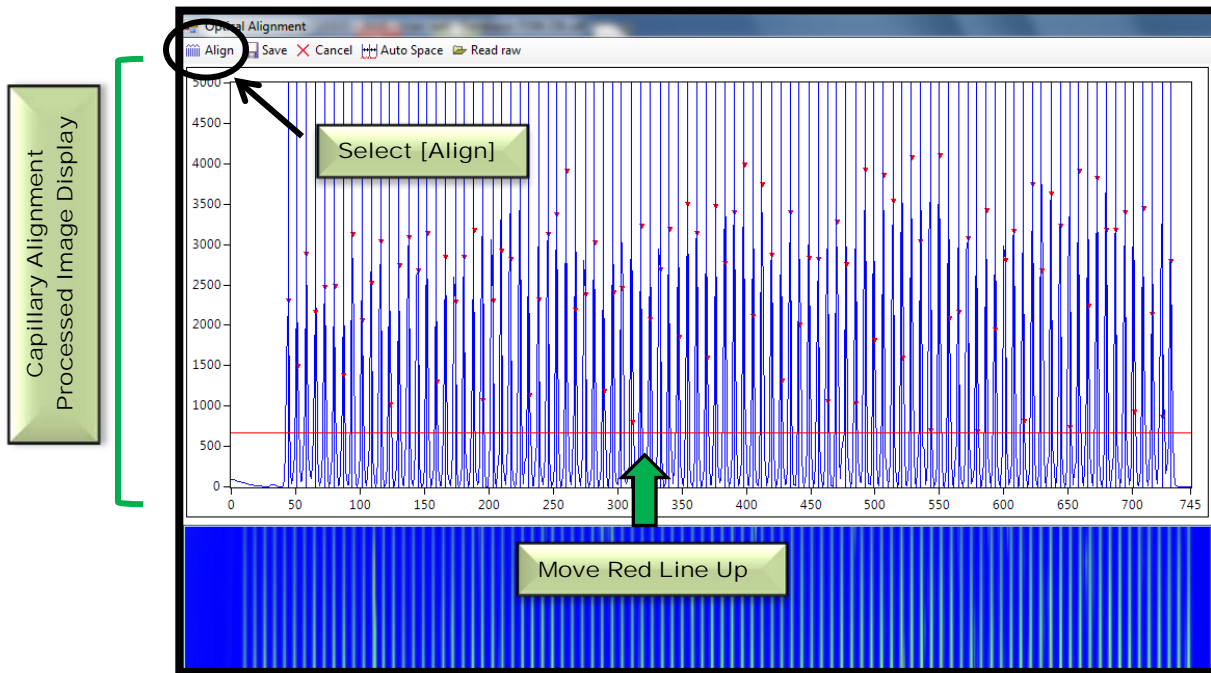 Optical Alignment
Align Save Cancel Auto Space Read raw
Capillary Alignment
Processed Image Display
Select [Align]
5000
4500
4000
3500
3000
2500
2000
1500
1000
500
0
0 50 100 150 200 250 300 350 400 450 500 550 600 650 700 745
Move Red Line Up